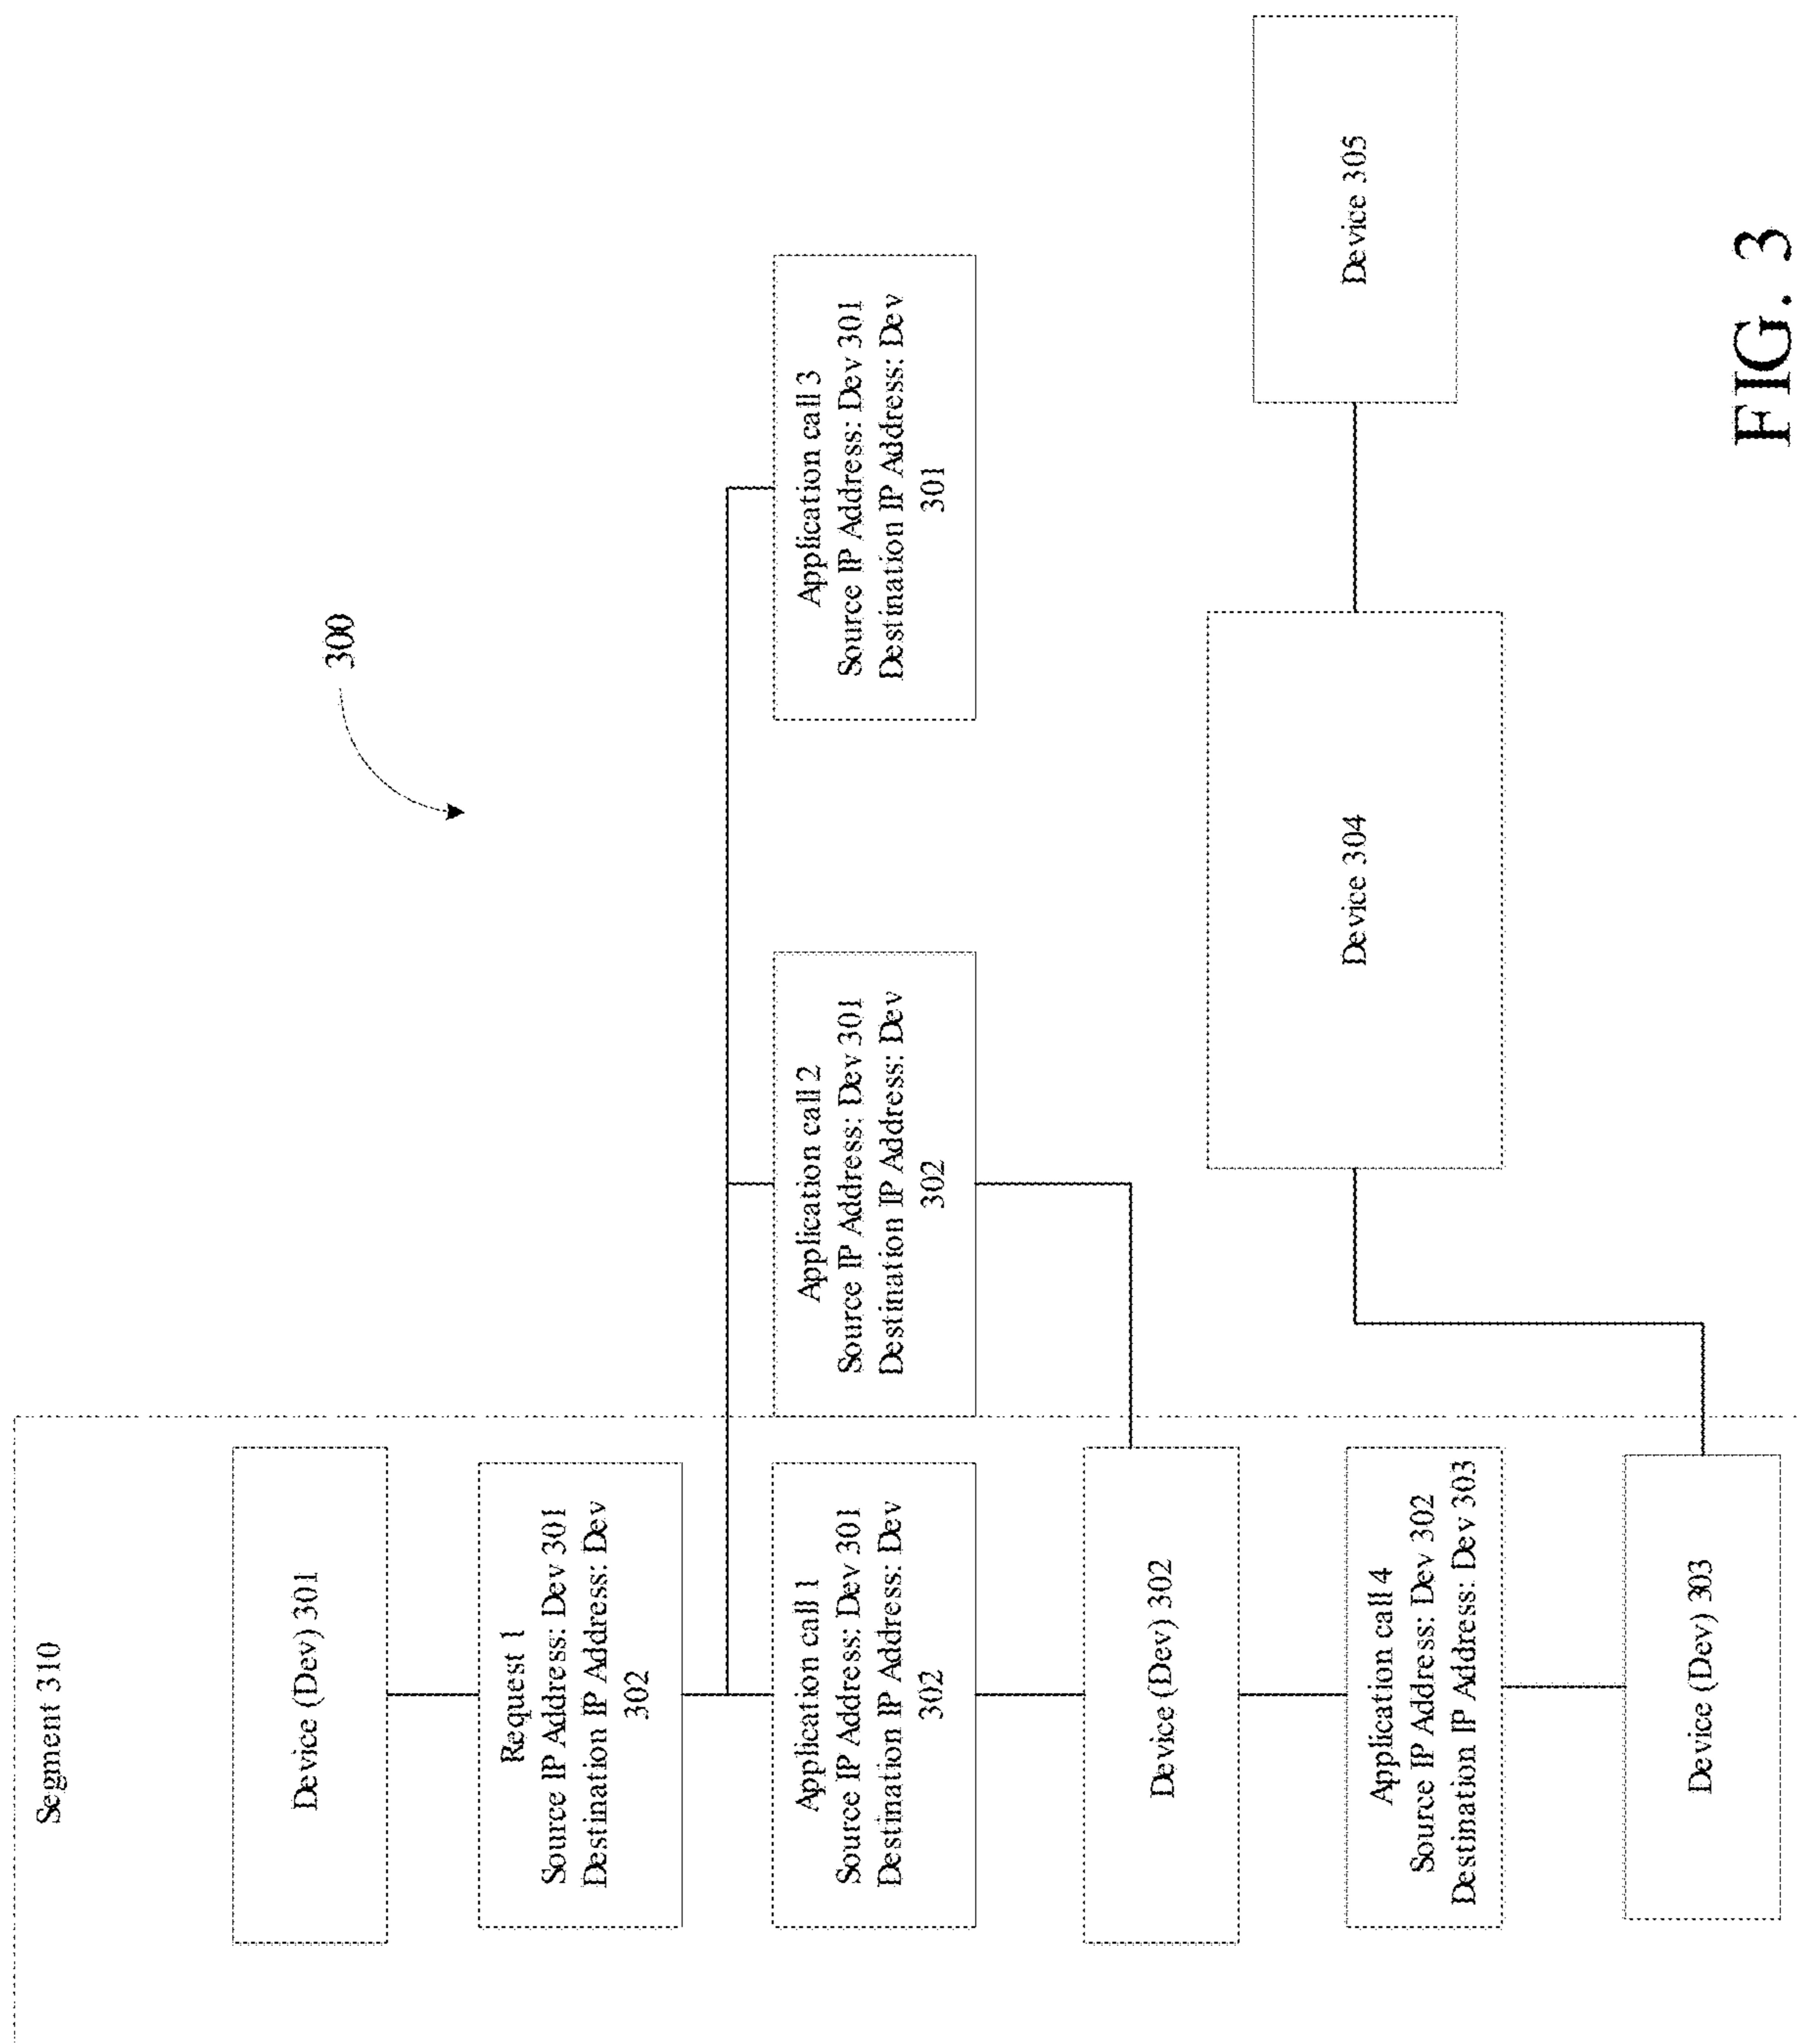 Segment 310
300
Device (Dev) 301
Request 1
Source IP Address: Dev 301
Destination IP Address: Dev
302
Application call 1
Source IP Address: Dev 301
Destination IP Address: Dev
302
Application call 2
Source IP Address: Dev 301
Destination IP Address: Dev
302
Application call 3
Source IP Address: Dev 301
Destination IP Address: Dev
301
Device (Dev) 302
Application call 4
Source IP Address: Dev 302
Destination IP Address: Dev 303
Device (Dev) 303
Device 304
Device 305
FIG. 3